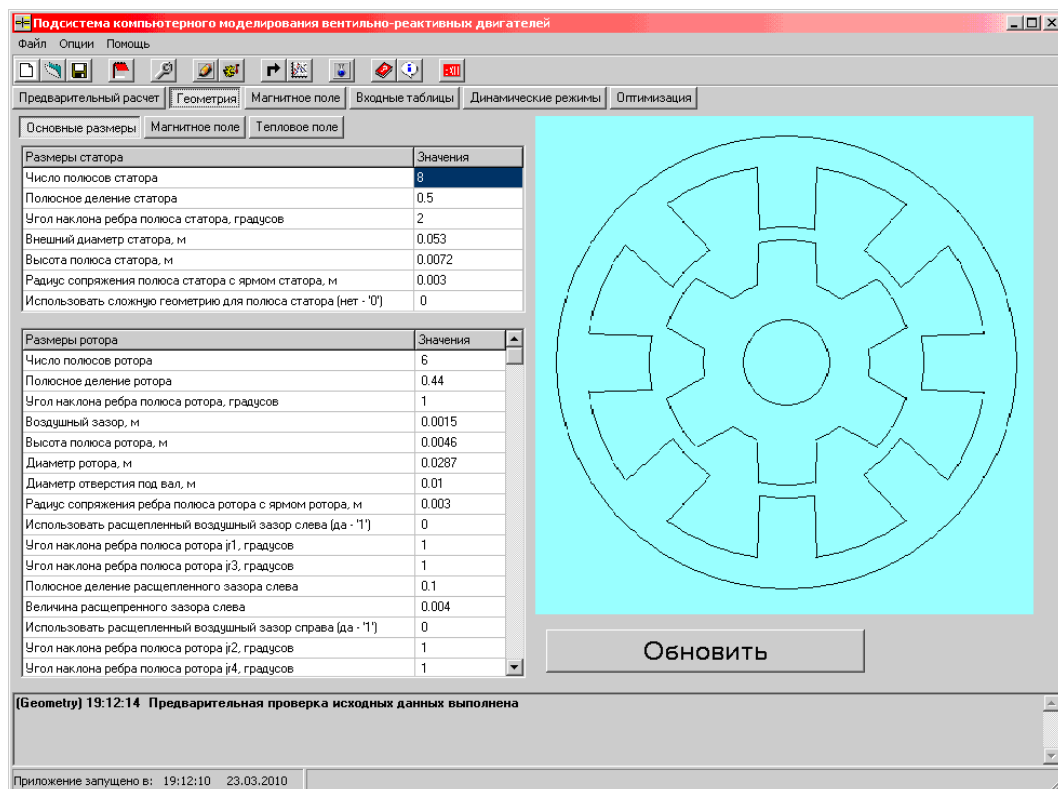 Подсистема компьютерного моделирования вентильно-реактивных двигателей
Файл Опции Помощь
EXIT
Предварительный расчет Геометрия Магнитное поле Входные таблицы Динамические режимы Оптимизация
Основные размеры Магнитное поле Тепловое поле
Размеры статора Значения
Число полюсов статора 8
Полюсное деление статора 0.5
Угол наклона ребра полюса статора, градусов 2
Внешний диаметр статора, м 0.053
Высота полюса статора, м 0.0072
Радиус сопряжения полюса статора с ярмом статора, м 0.003
Использовать сложную геометрию для полюса статора (нет - '0') 0
Размеры ротора Значения
Число полюсов ротора 6
Полюсное деление ротора 0.44
Угол наклона ребра полюса ротора, градусов 1
Воздушный зазор, м 0.0015
Высота полюса ротора, м 0.0046
Диаметр ротора, м 0.0287
Диаметр отверстия под вал, м 0.01
Радиус сопряжения ребра полюса ротора с ярмом ротора, м 0.003
Использовать расщепленный воздушный зазор слева (да - '1') 0
Угол наклона ребра полюса ротора jr1, градусов 1
Угол наклона ребра полюса ротора jr3, градусов 1
Полюсное деление расщепленного зазора слева 0.1
Величина расщепренного зазора слева 0.004
Использовать расщепленный воздушный зазор справа (да - '1') 0
Угол наклона ребра полюса ротора jr2, градусов 1
Угол наклона ребра полюса ротора jr4, градусов 1
Обновить
(Geometry) 19:12:14 Предварительная проверка исходных данных выполнена
Приложение запущено в: 19:12:10 23.03.2010